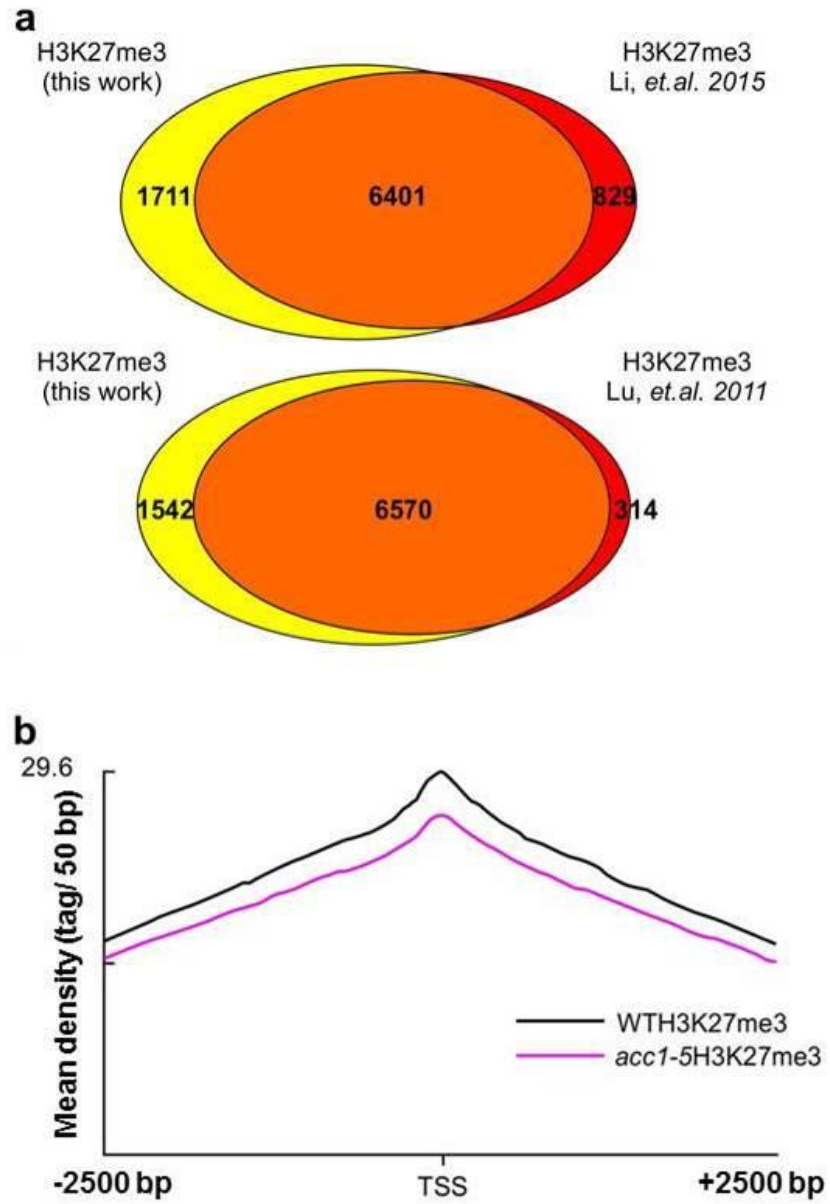 a
H3K27me3
(this work)
H3K27me3
Li, et.al. 2015
1711
6401
829
H3K27me3
(this work)
H3K27me3
Lu, et.al. 2011
1542
6570
314
b
29.6
Mean density (tag/ 50 bp)
WTH3K27me3
acc1-5H3K27me3
-2500 bp
TSS
+2500 bp